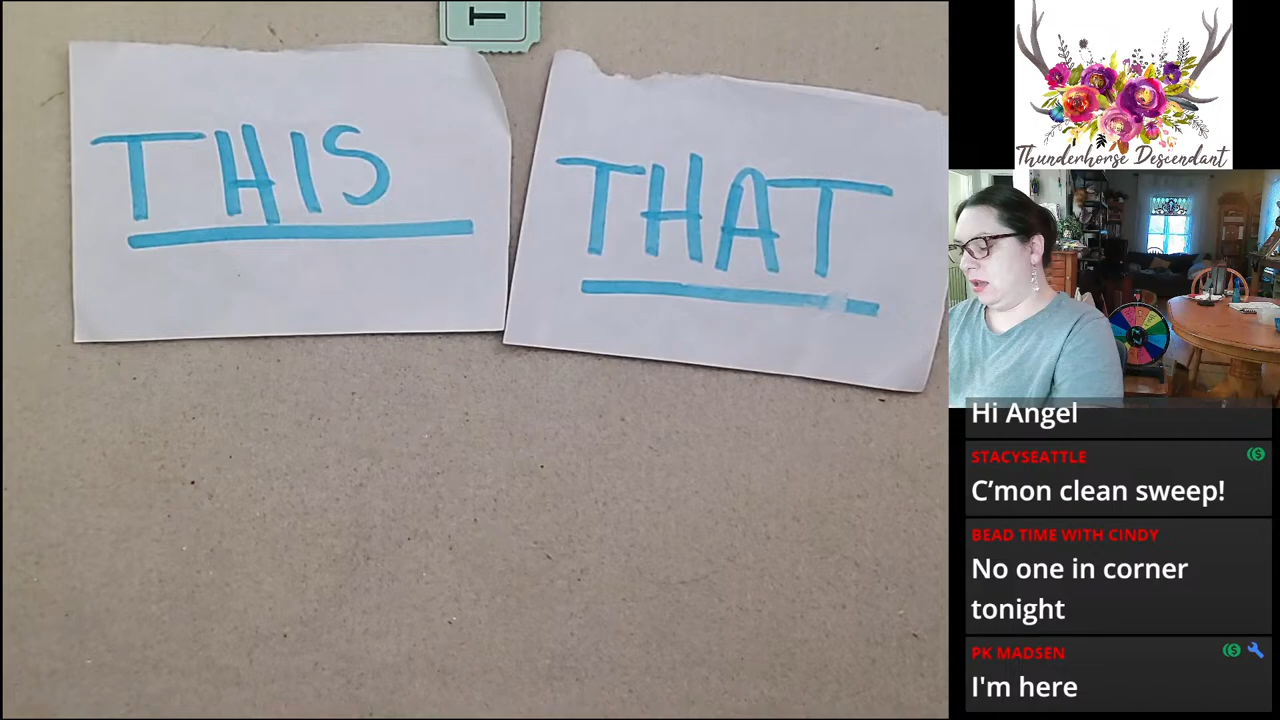 T
THIS
THAT
Thunderhorse Descendant
Hi Angel
STACYSEATTLE
C'mon clean sweep!
BEAD TIME WITH CINDY
No one in corner
tonight
PK MADSEN
I'm here